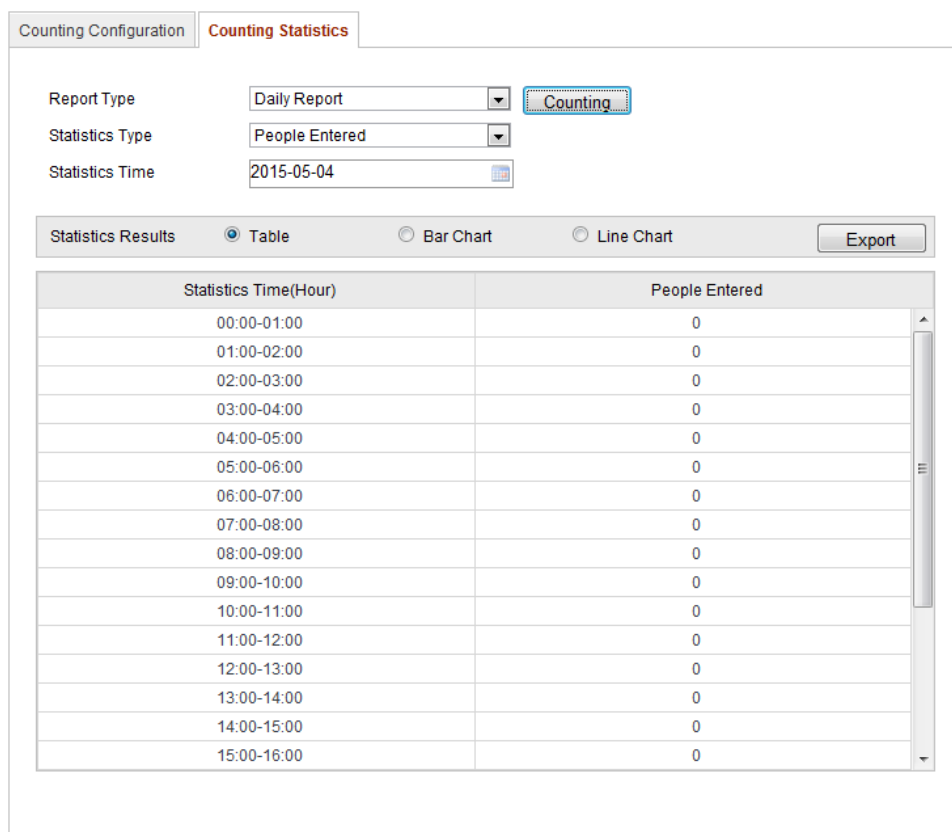 Counting Configuration Counting Statistics
Report Type Daily Report Counting
Statistics Type People Entered
Statistics Time 2015-05-04
Statistics Results Table Bar Chart Line Chart Export
Statistics Time(Hour) People Entered
00:00-01:00 0
01:00-02:00 0
02:00-03:00 0
03:00-04:00 0
04:00-05:00 0
05:00-06:00 0
06:00-07:00 0
07:00-08:00 0
08:00-09:00 0
09:00-10:00 0
10:00-11:00 0
11:00-12:00 0
12:00-13:00 0
13:00-14:00 0
14:00-15:00 0
15:00-16:00 0